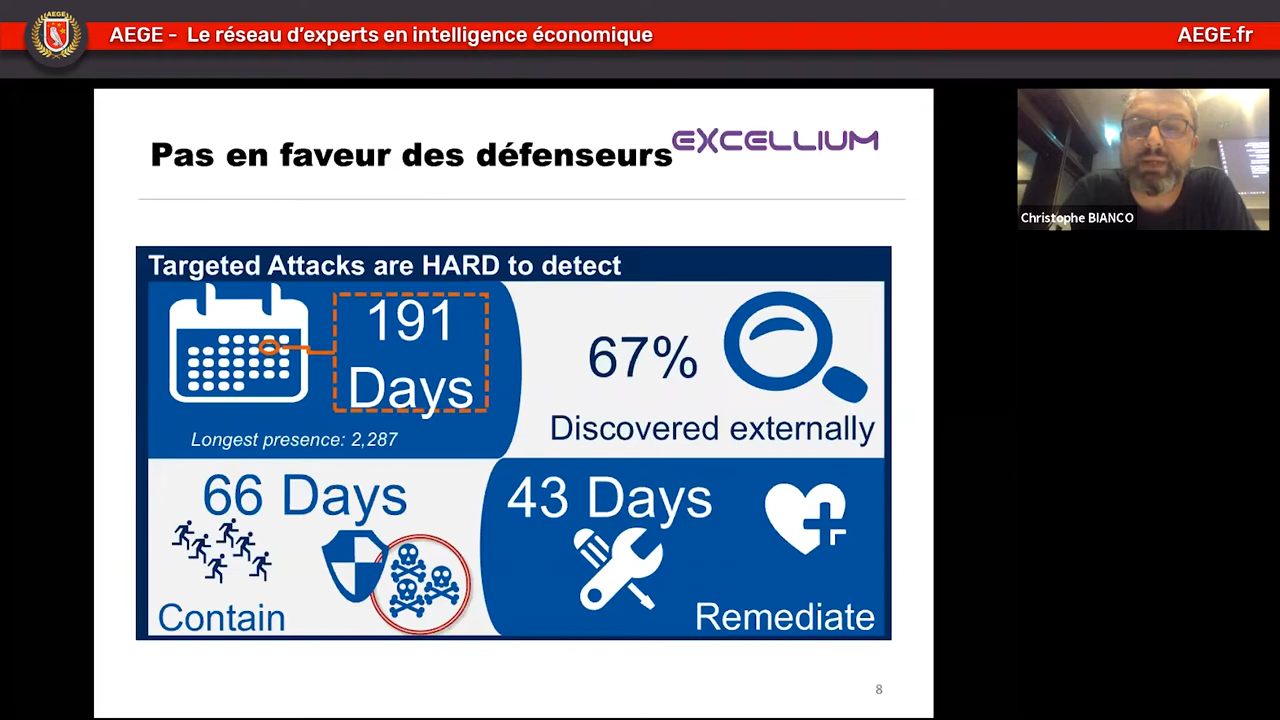 AEGE
AEGE - Le réseau d'experts en intelligence économique
AEGE.fr
Pas en faveur des défenseurs
EXCELLIUM
Christophe BIANCO
Targeted Attacks are HARD to detect
191
Days
Longest presence: 2,287
67%
Discovered externally
66 Days
Contain
43 Days
Remediate
8